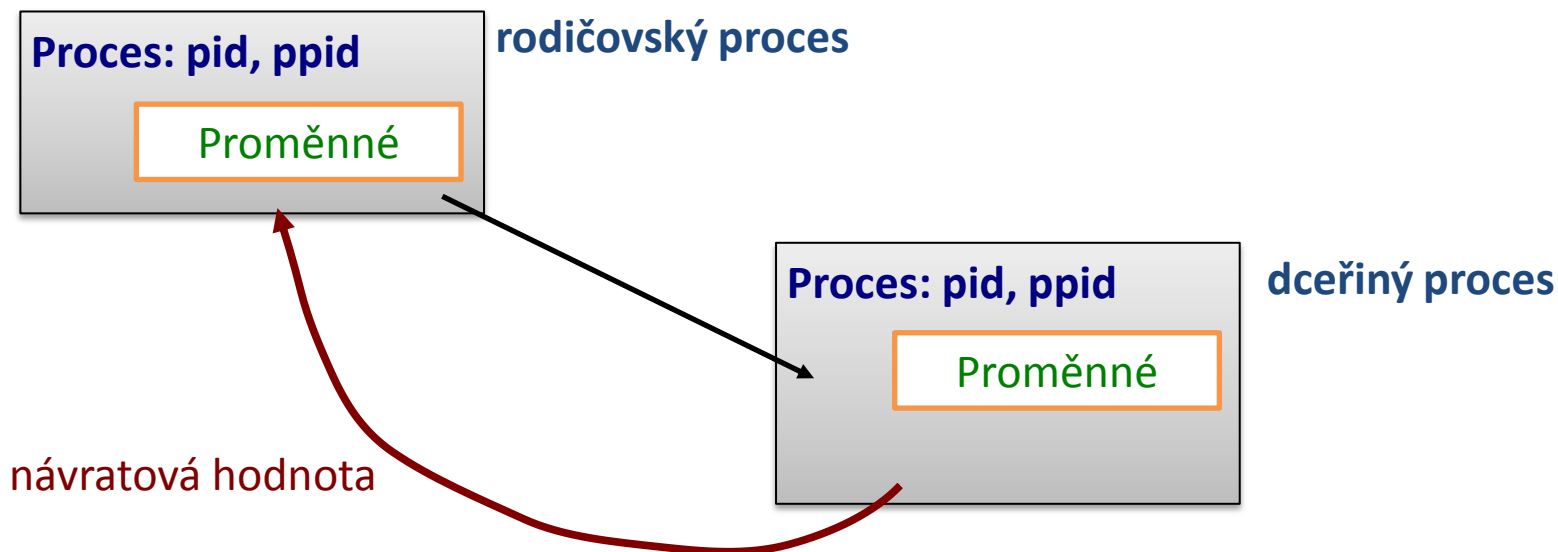 Proces: pid, ppid
rodičovský proces
Proměnné
Proces: pid, ppid
dceřiný proces
Proměnné
návratová hodnota